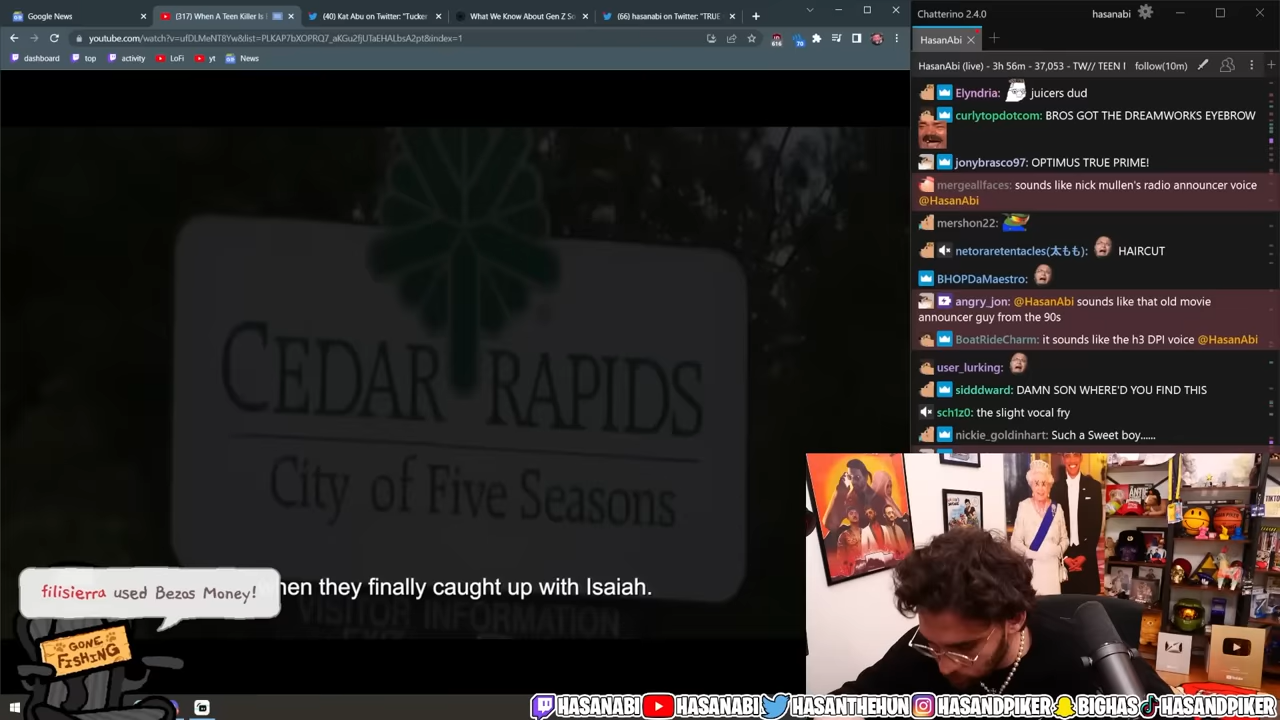 Google News
(317) When A Teen Killer Is
(40) Kat Abu on Twitter: "Tucker
What We Know About Gen Z So
(66) hasanabi on Twitter: "TRUE
youtube.com/watch?v=ufDLMeNT8Yw&list=PLKAP7bXOPRQ7_aKGu2fjUTaEHALbsA2pt&index=1
616
70
dashboard
top
activity
LoFi
yt
News
CEDAR RAPIDS
City of Five Seasons
VISITOR INFORMATION
hen they finally caught up with Isaiah.
filisierra used Bezos Money!
GONE
FISHING
Chatterino 2.4.0
hasanabi
HasanAbi
HasanAbi (live) - 3h 56m - 37,053 - TW// TEEN
follow(10m)
Elyndria: juicers dud
curlytopdotcom: BROS GOT THE DREAMWORKS EYEBROW
jonybrasco97: OPTIMUS TRUE PRIME!
mergeallfaces: sounds like nick mullen's radio announcer voice
@HasanAbi
mershon22:
netoraretentacles(太もも): HAIRCUT
BHOPDaMaestro:
angry_jon: @HasanAbi sounds like that old movie
announcer guy from the 90s
BoatRideCharm: it sounds like the h3 DPI voice @HasanAbi
user_lurking:
sidddward: DAMN SON WHERE'D YOU FIND THIS
sch1z0: the slight vocal fry
nickie_goldinhart: Such a Sweet boy......
HASANABI
HASANABI
HASANTHEHUN
HASANDPIKER
BIGHAS
HASANDPIKER